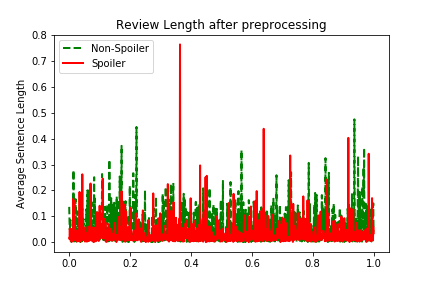 Review Length after preprocessing
Non-Spoiler
Spoiler
Average Sentence Length
0.8
0.7
0.6
0.5
0.4
0.3
0.2
0.1
0.0
0.0 0.2 0.4 0.6 0.8 1.0